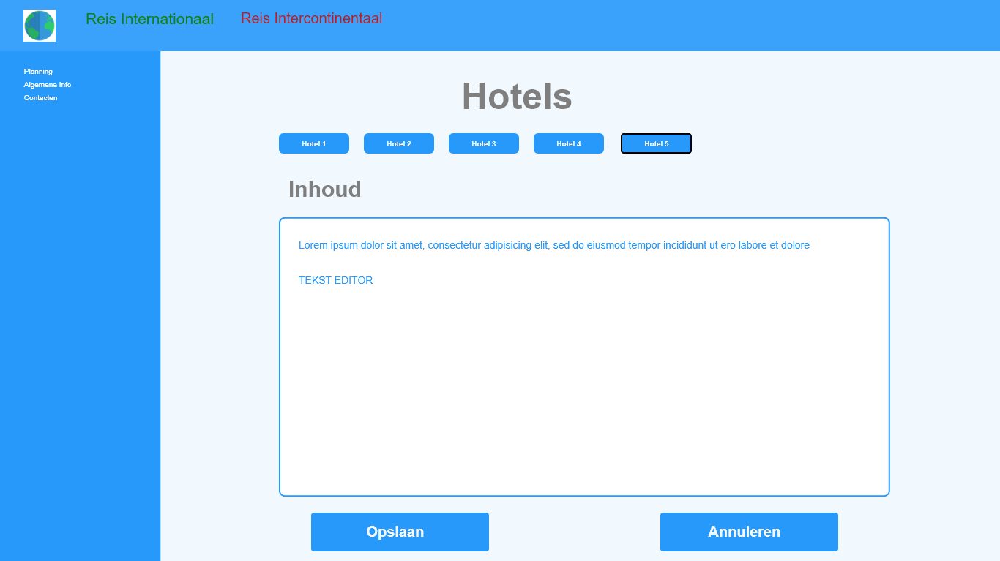 Reis Internationaal
Reis Intercontinentaal
Planning
Algemene Info
Contacten
Hotels
Hotel 1
Hotel 2
Hotel 3
Hotel 4
Hotel 5
Inhoud
Lorem ipsum dolor sit amet, consectetur adipisicing elit, sed do eiusmod tempor incididunt ut ero labore et dolore
TEKST EDITOR
Opslaan
Annuleren